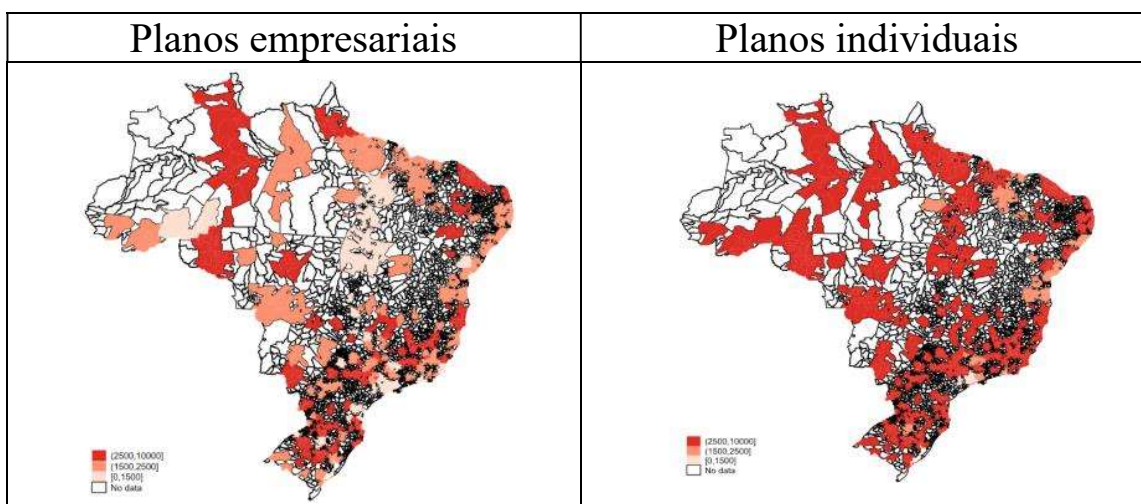 Planos empresariais
Planos individuais
(2500,10000]
(1500,2500]
[0,1500]
No data
(2500,10000]
(1500,2500]
[0,1500]
No data